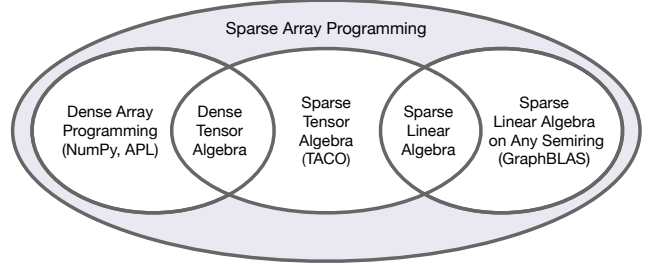 Sparse Array Programming
Dense Array
Programming
(NumPy, APL)
Dense
Tensor
Algebra
Sparse
Tensor
Algebra
(TACO)
Sparse
Linear
Algebra
Sparse
Linear Algebra
on Any Semiring
(GraphBLAS)